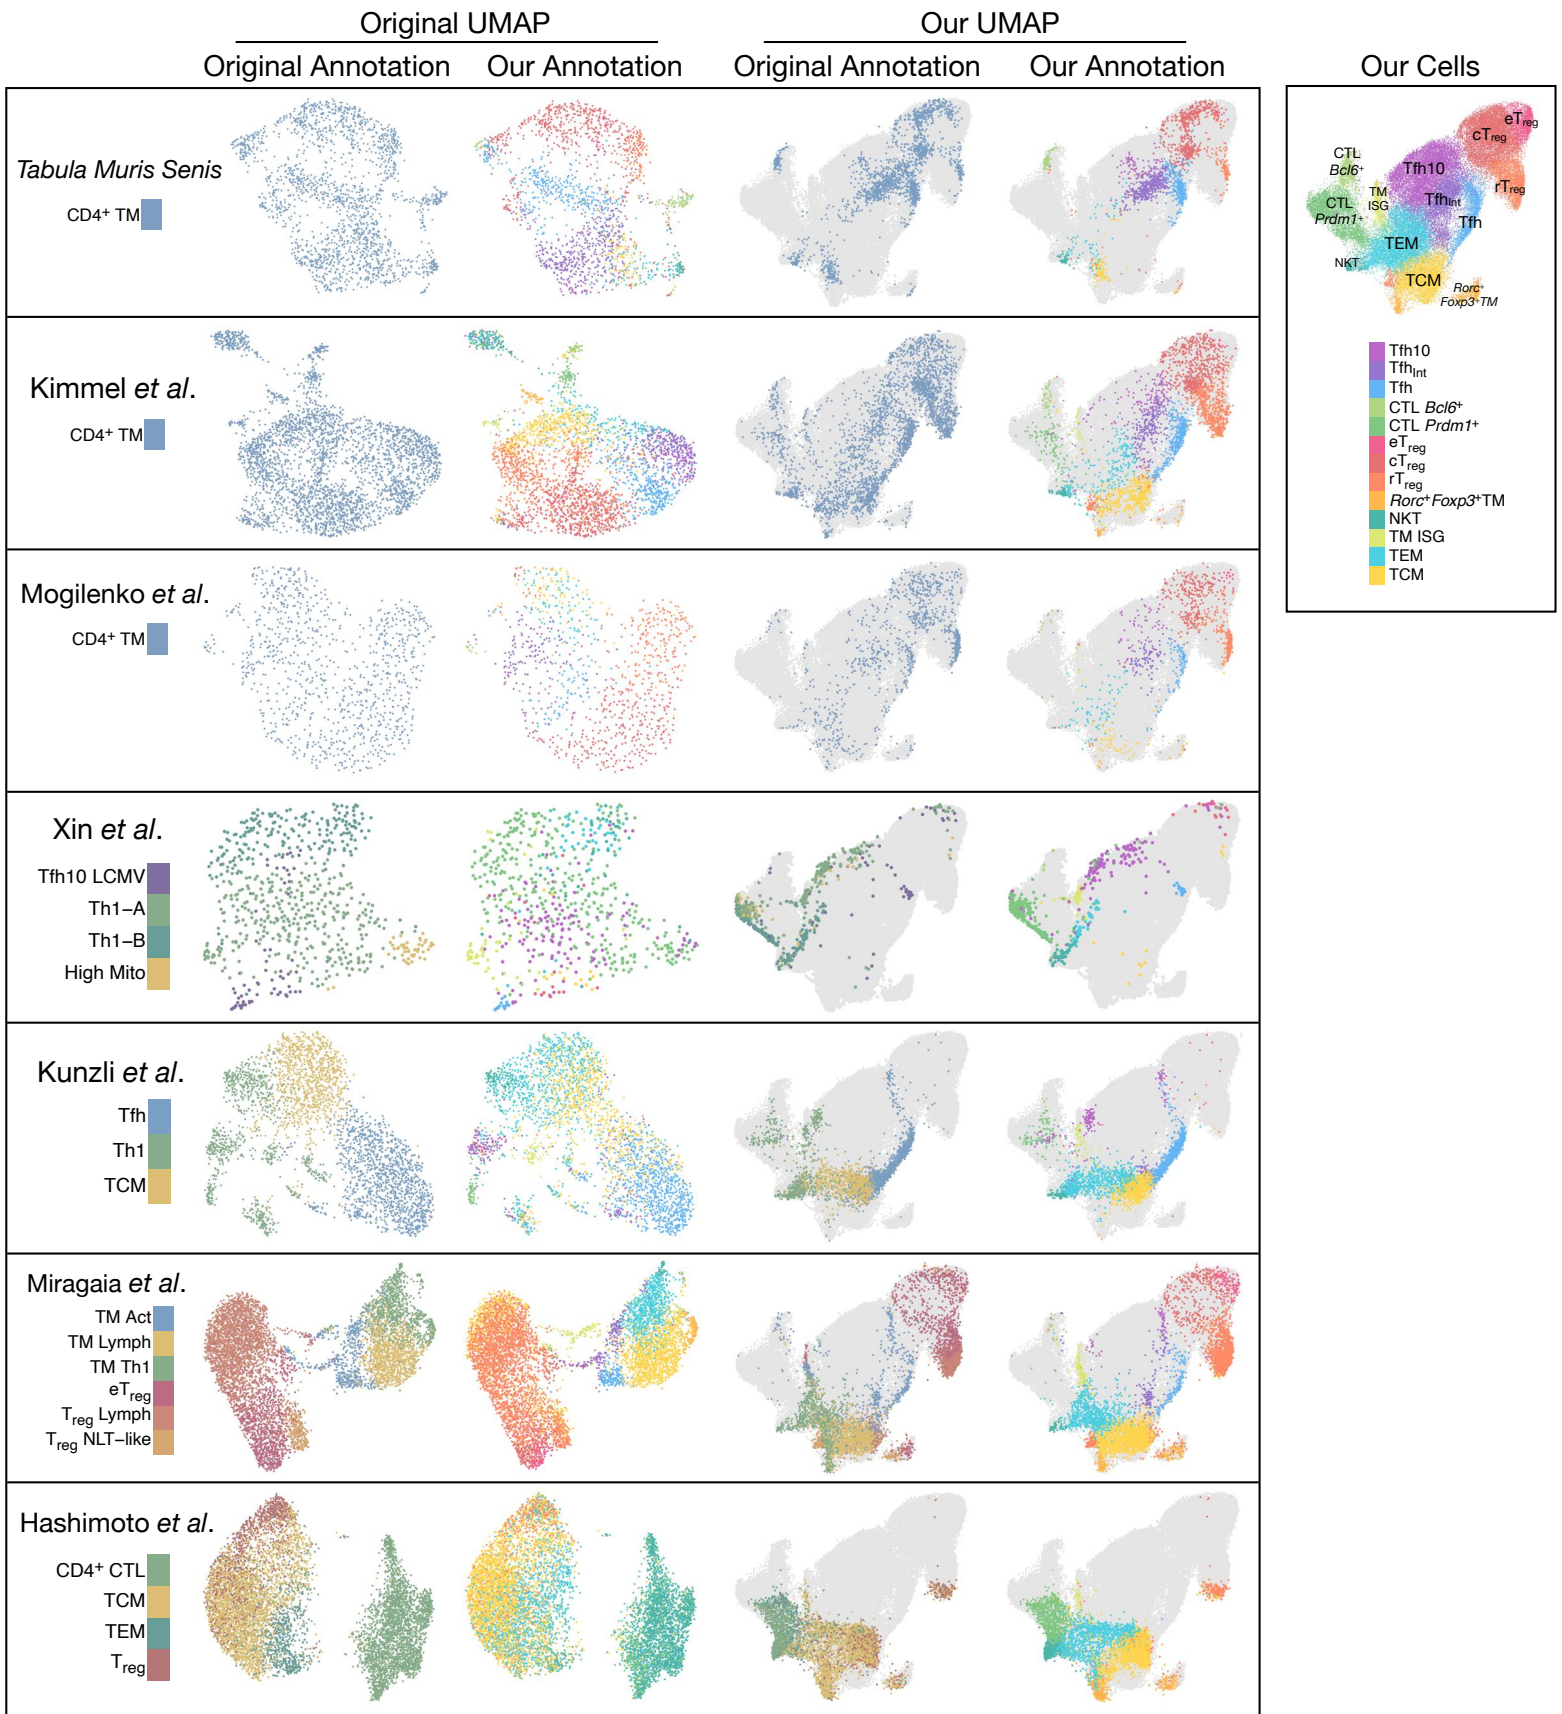 Original UMAP
Our UMAP
Original Annotation
Our Annotation
Original Annotation
Our Annotation
Our Cells
Tabula Muris Senis
CD4+ TM
Kimmel et al.
CD4+ TM
Mogilenko et al.
CD4+ TM
Xin et al.
Tfh10 LCMV
Th1−A
Th1−B
High Mito
Kunzli et al.
Tfh
Th1
TCM
Miragaia et al.
TM Act
TM Lymph
TM Th1
eTreg
Treg Lymph
Treg NLT−like
Hashimoto et al.
CD4+ CTL
TCM
TEM
Treg
eTreg
cTreg
CTL
Bcl6+
Tfh10
rTreg
TM
ISG
TfhInt
CTL
Prdm1+
Tfh
TEM
NKT
TCM
Rorc+
Foxp3+TM
Tfh10
TfhInt
Tfh
CTL Bcl6+
CTL Prdm1+
eTreg
cTreg
rTreg
Rorc+Foxp3+TM
NKT
TM ISG
TEM
TCM